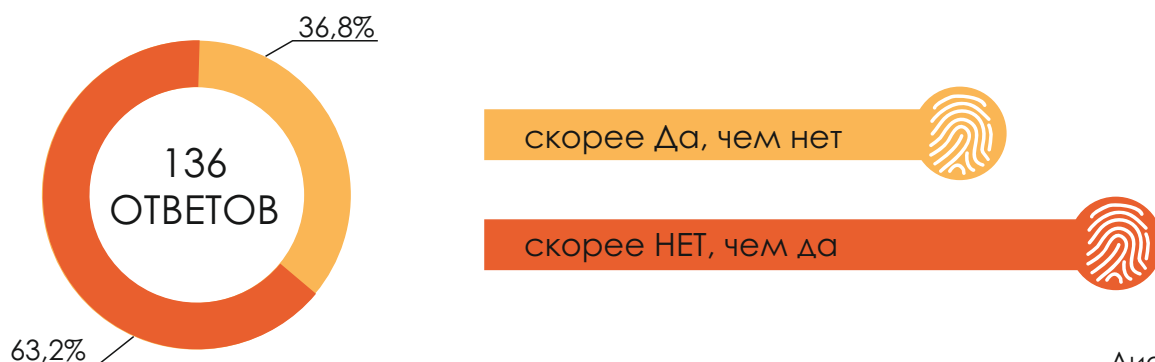 36,8%
136
ОТВЕТОВ
63,2%
скорее Да, чем нет
скорее НЕТ, чем да